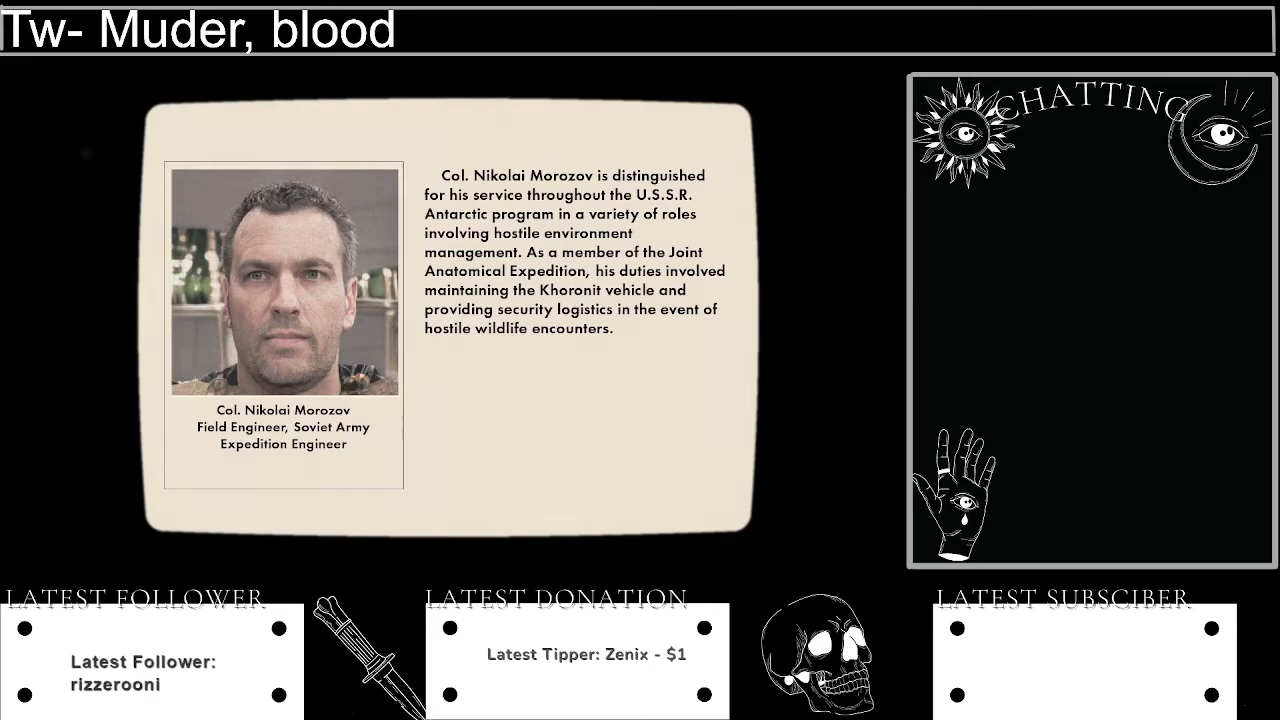 Tw- Muder, blood
CHATTING
Col. Nikolai Morozov is distinguished
for his service throughout the U.S.S.R.
Antarctic program in a variety of roles
involving hostile environment
management. As a member of the Joint
Anatomical Expedition, his duties involved
maintaining the Khoronit vehicle and
providing security logistics in the event of
hostile wildlife encounters.
Col. Nikolai Morozov
Field Engineer, Soviet Army
Expedition Engineer
LATEST FOLLOWER
Latest Follower:
rizzerooni
LATEST DONATION
Latest Tipper: Zenix - $1
LATEST SUBSCIBER